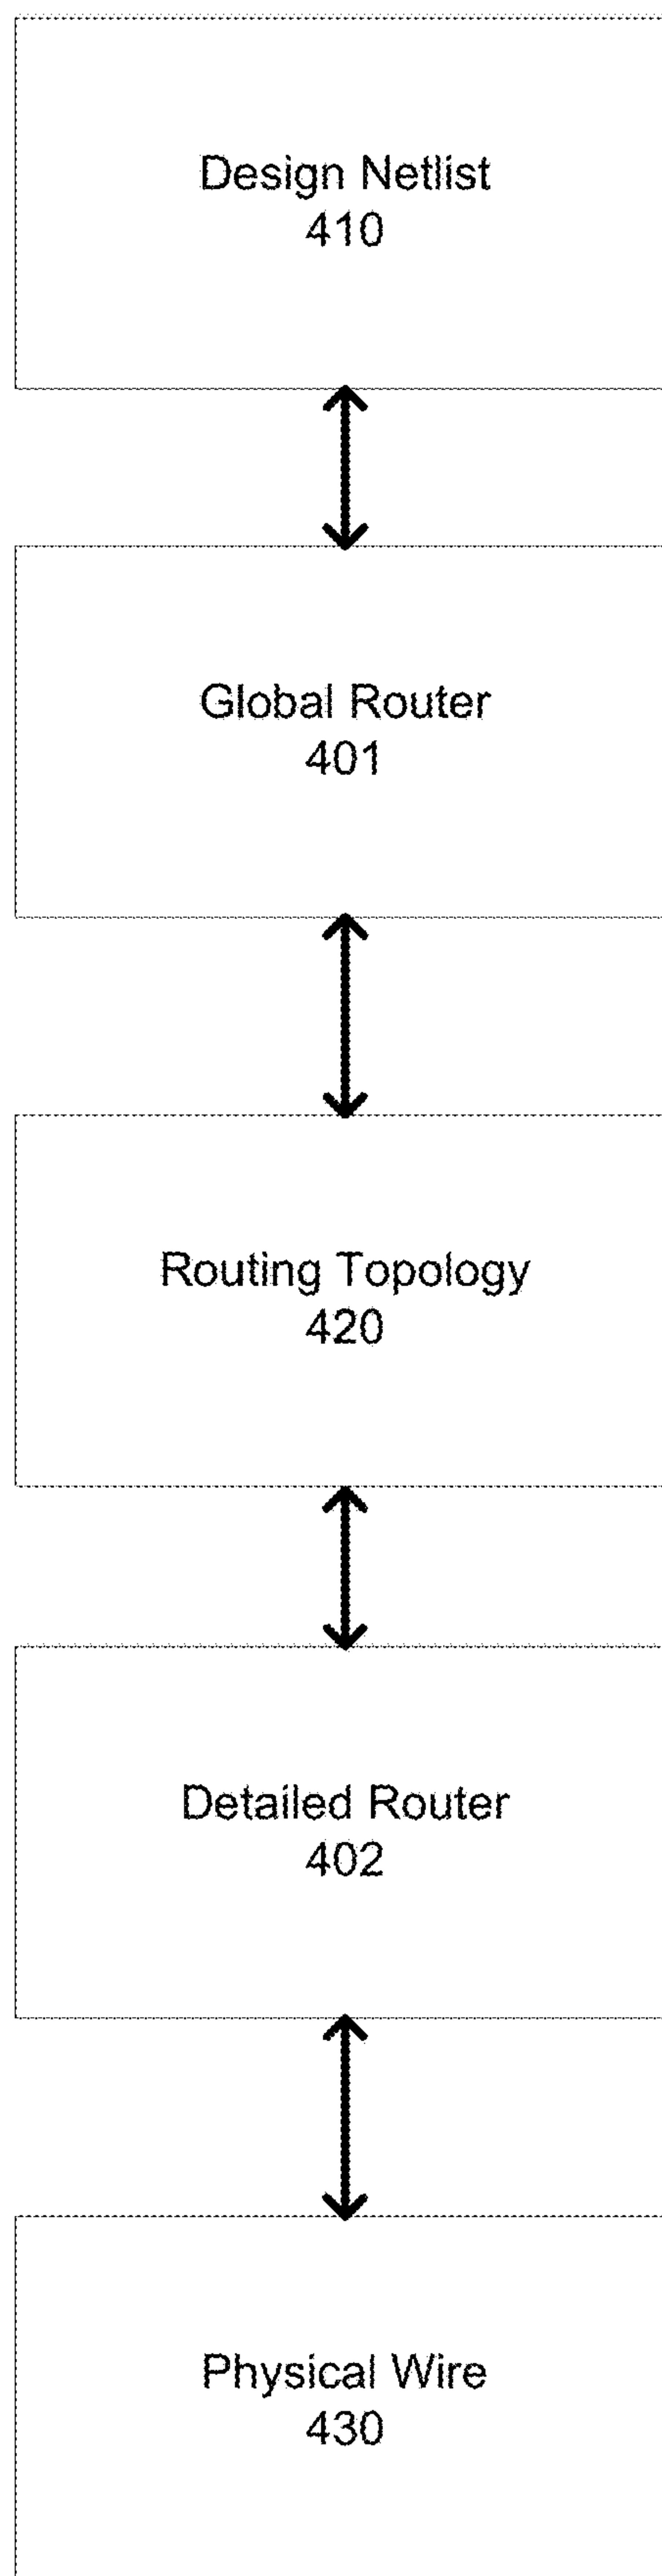 Design Netlist
410
Global Router
401
Routing Topology
420
Detailed Router
402
Physical Wire
430